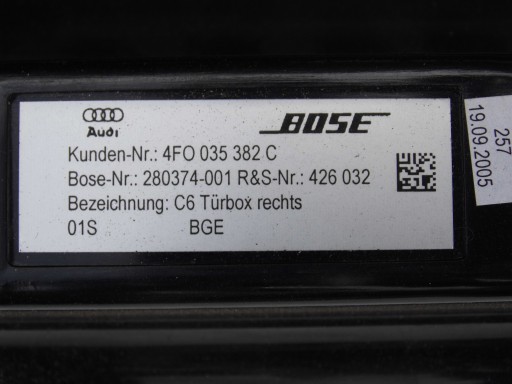 Audi
BOSE
Kunden-Nr.: 4FO 035 382 C
Bose-Nr.: 280374-001 R&S-Nr.: 426 032
Bezeichnung: C6 Türbox rechts
01S BGE
257
19.09.2005